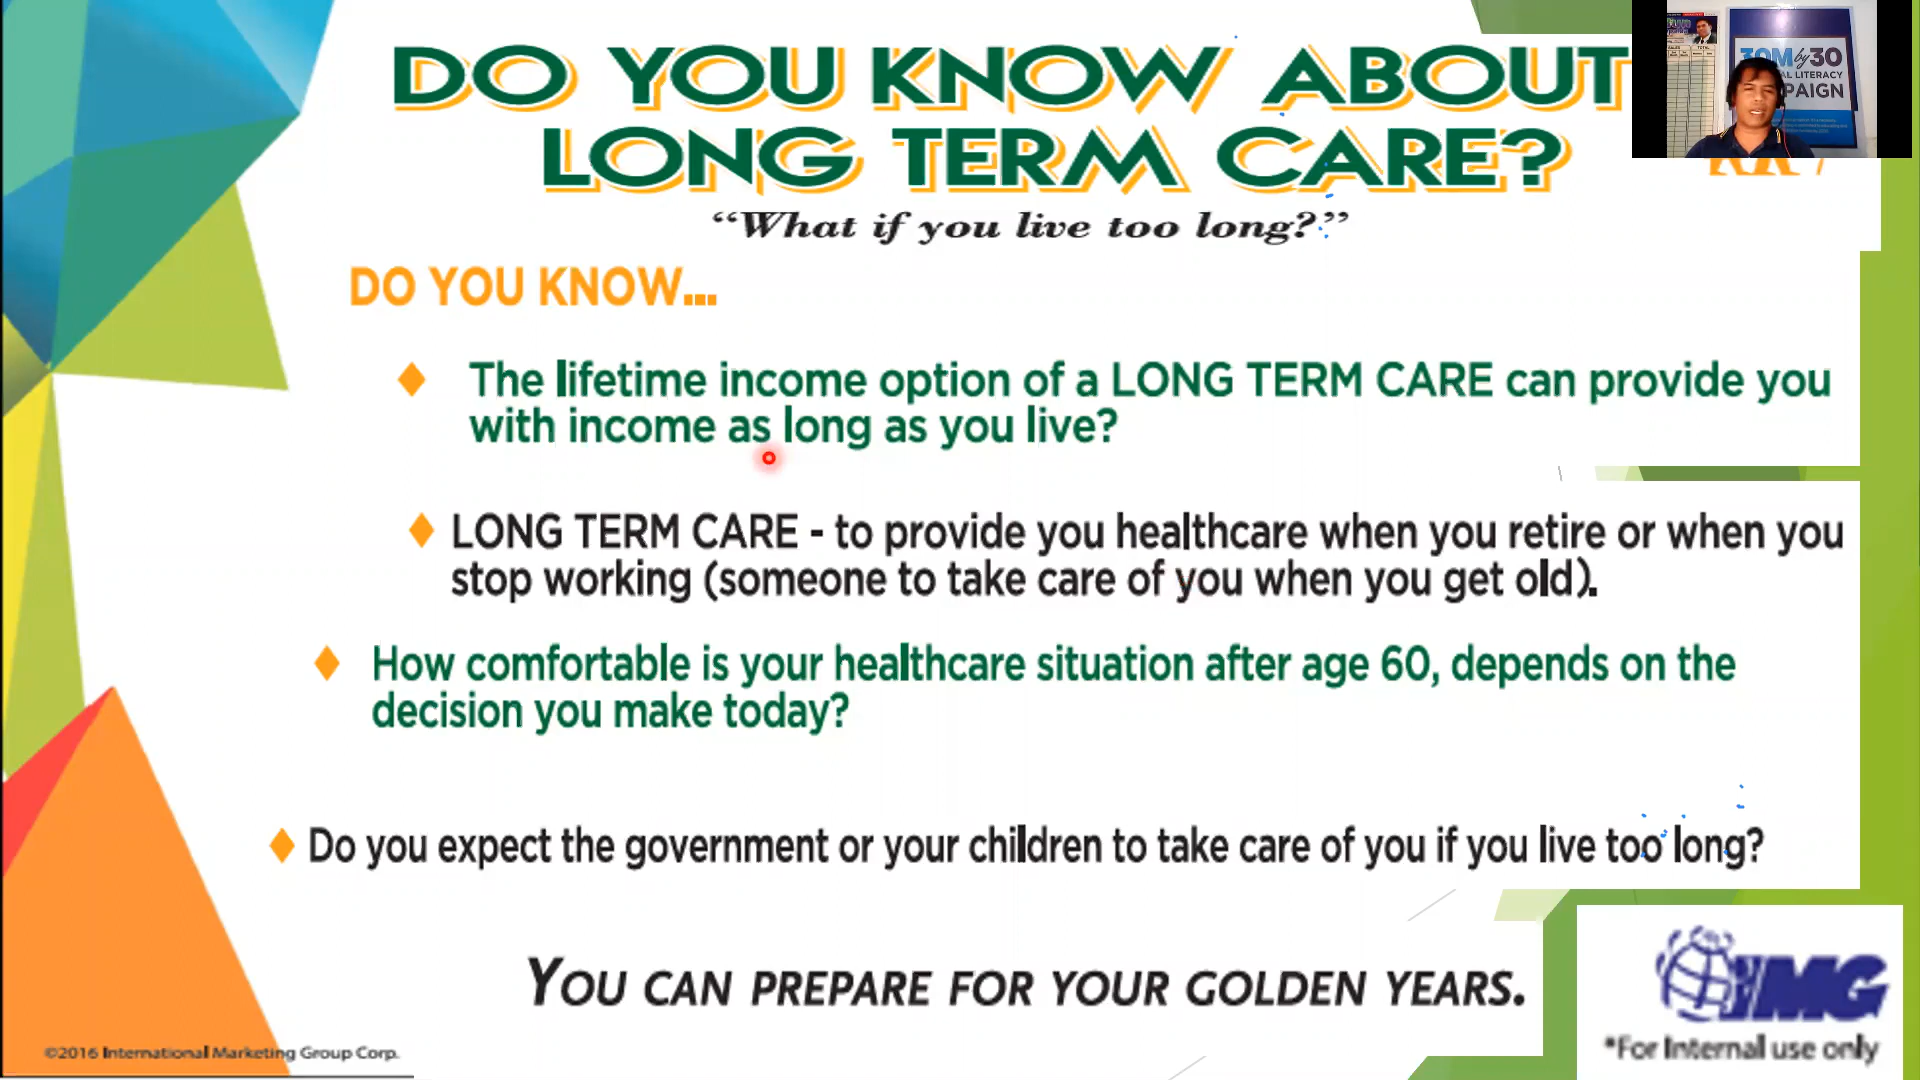 DO YOU KNOW ABOUT
LONG TERM CARE?
“What if you live too long?”
DO YOU KNOW...
The lifetime income option of a LONG TERM CARE can provide you
with income as long as you live?
LONG TERM CARE - to provide you healthcare when you retire or when you
stop working (someone to take care of you when you get old).
How comfortable is your healthcare situation after age 60, depends on the
decision you make today?
Do you expect the government or your children to take care of you if you live too long?
YOU CAN PREPARE FOR YOUR GOLDEN YEARS.
©2016 International Marketing Group Corp.
IMG
*For Internal use only
30M by 30
AL LITERACY
PAIGN